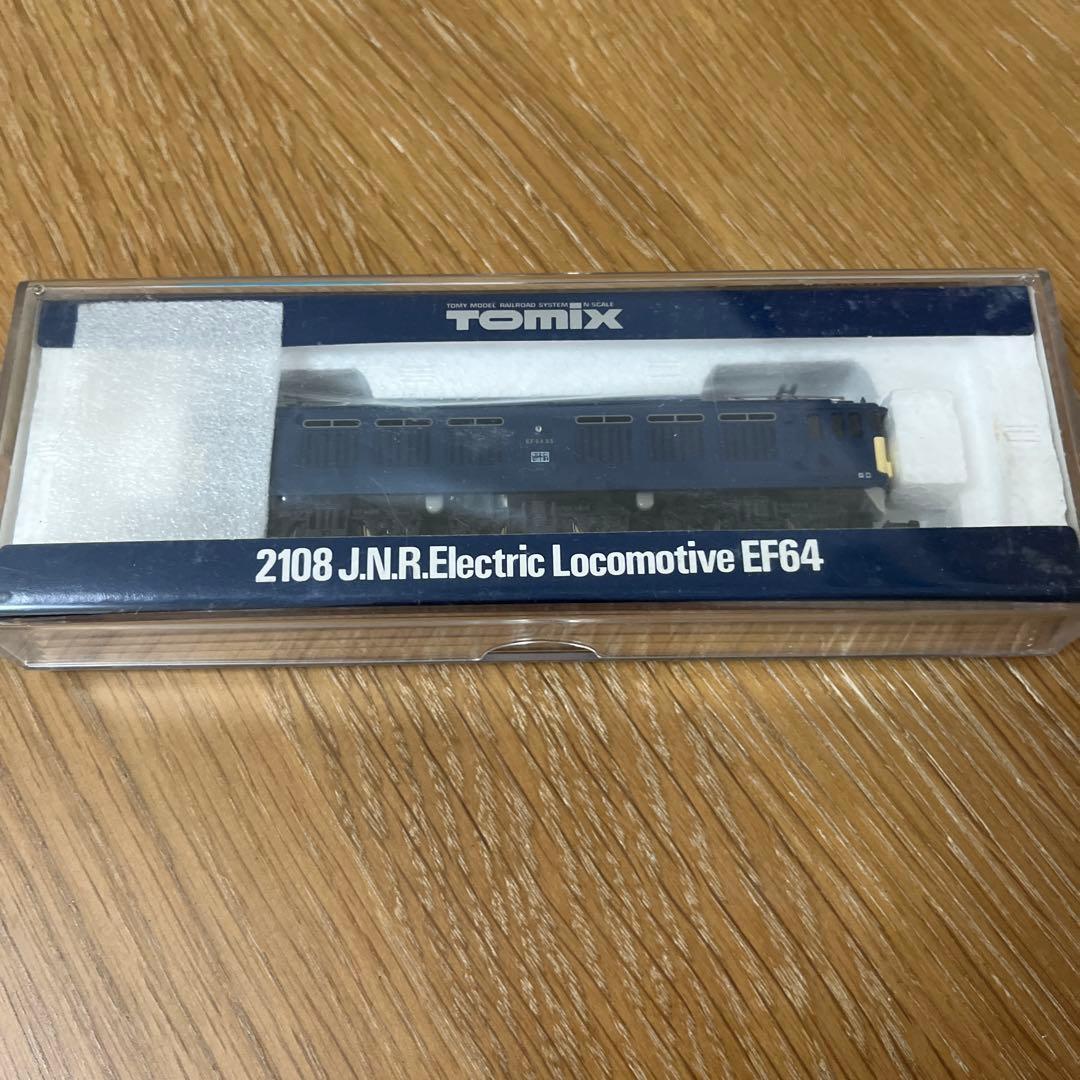 TOMY MODEL RAILROAD SYSTEM N SCALE
TOMIX
2108 J.N.R.Electric Locomotive EF64